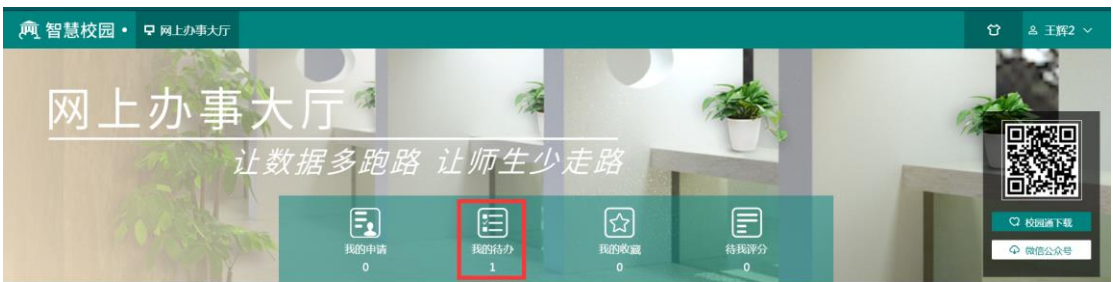 智慧校园 • 网上办事大厅
王辉2
网上办事大厅
让数据多跑路 让师生少走路
我的申请 我的待办 我的收藏 待我评分
0 1 0 0
校园通下载
微信公众号